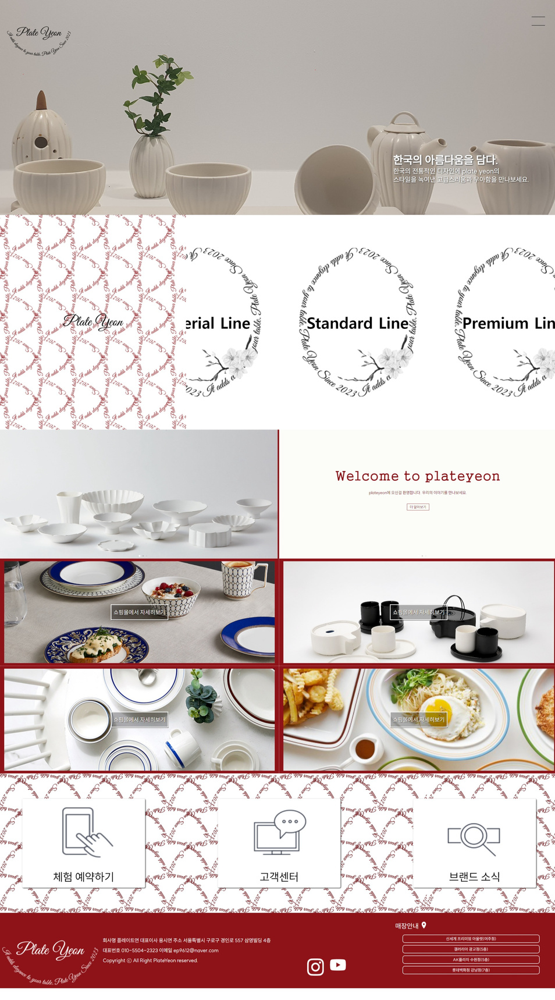 Plate Yeon
It adds elegance to your table. Plate Yeon Since 2023
한국의 아름다움을 담다.
한국의 전통적인 디자인에 plate yeon의
스타일을 녹여낸 고급스러움과 우아함을 만나보세요.
Plate Yeon
erial Line
Standard Line
Premium Lin
It adds elegance to your table. Plate Yeon Since 2023
Welcome to plateyeon
plateyeon에 오신걸 환영합니다. 우리의 이야기를 만나보세요.
더 알아보기
쇼핑몰에서 자세히보기
쇼핑몰에서 자세히보기
쇼핑몰에서 자세히보기
쇼핑몰에서 자세히보기
체험 예약하기
고객센터
브랜드 소식
매장안내
신세계 프리미엄 아울렛(여주점)
갤러리아 광교점(5층)
AK플라자 수원점(5층)
롯데백화점 강남점(7층)
회사명 플레이트연 대표이사 용시연 주소 서울특별시 구로구 경인로 557 삼영빌딩 4층
대표번호 010-5504-2323 이메일 ep9612@naver.com
Copyright ⓒ All Right PlateYeon reserved.
Plate Yeon
It adds elegance to your table. Plate Yeon Since 2023